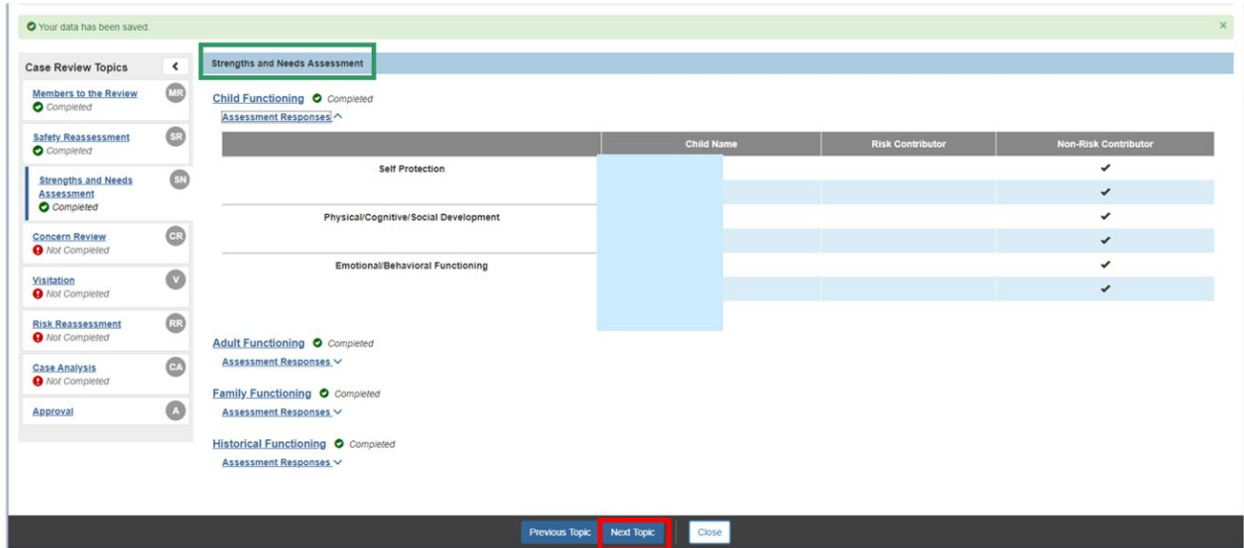 Your data has been saved.
×
Case Review Topics
Strengths and Needs Assessment
Members to the Review
MR
Completed
Safety Reassessment
SR
Completed
Strengths and Needs
Assessment
SN
Completed
Concern Review
CR
Not Completed
Visitation
V
Not Completed
Risk Reassessment
RR
Not Completed
Case Analysis
CA
Not Completed
Approval
A
Child Functioning Completed
Assessment Responses
Child Name Risk Contributor Non-Risk Contributor
Self Protection
Physical/Cognitive/Social Development
Emotional/Behavioral Functioning
Adult Functioning Completed
Assessment Responses
Family Functioning Completed
Assessment Responses
Historical Functioning Completed
Assessment Responses
Previous Topic Next Topic Close